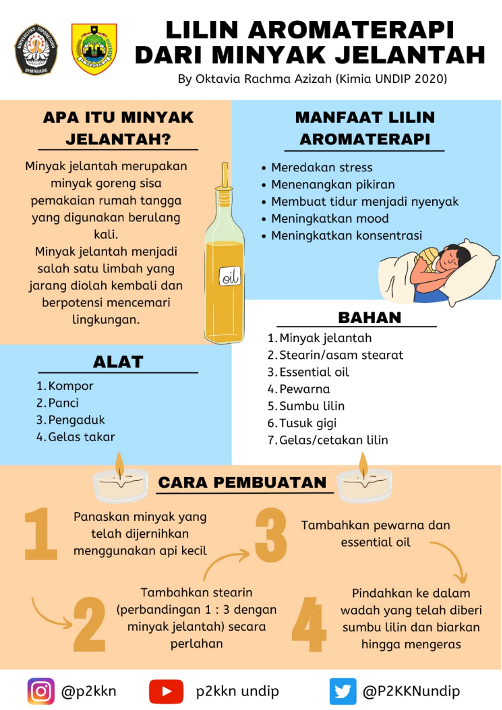 LILIN AROMATERAPI
DARI MINYAK JELANTAH
By Oktavia Rachma Azizah (Kimia UNDIP 2020)
APA ITU MINYAK
JELANTAH?
Minyak jelantah merupakan
minyak goreng sisa
pemakaian rumah tangga
yang digunakan berulang
kali.
Minyak jelantah menjadi
salah satu limbah yang
jarang diolah kembali dan
berpotensi mencemari
lingkungan.
oil
MANFAAT LILIN
AROMATERAPI
• Meredakan stress
• Menenangkan pikiran
• Membuat tidur menjadi nyenyak
• Meningkatkan mood
• Meningkatkan konsentrasi
ALAT
1. Kompor
2. Panci
3. Pengaduk
4. Gelas takar
BAHAN
1. Minyak jelantah
2. Stearin/asam stearat
3. Essential oil
4. Pewarna
5. Sumbu lilin
6. Tusuk gigi
7. Gelas/cetakan lilin
CARA PEMBUATAN
1
Panaskan minyak yang
telah dijernihkan
menggunakan api kecil
2
Tambahkan stearin
(perbandingan 1 : 3 dengan
minyak jelantah) secara
perlahan
3
Tambahkan pewarna dan
essential oil
4
Pindahkan ke dalam
wadah yang telah diberi
sumbu lilin dan biarkan
hingga mengeras
@p2kkn
p2kkn undip
@P2KKNundip